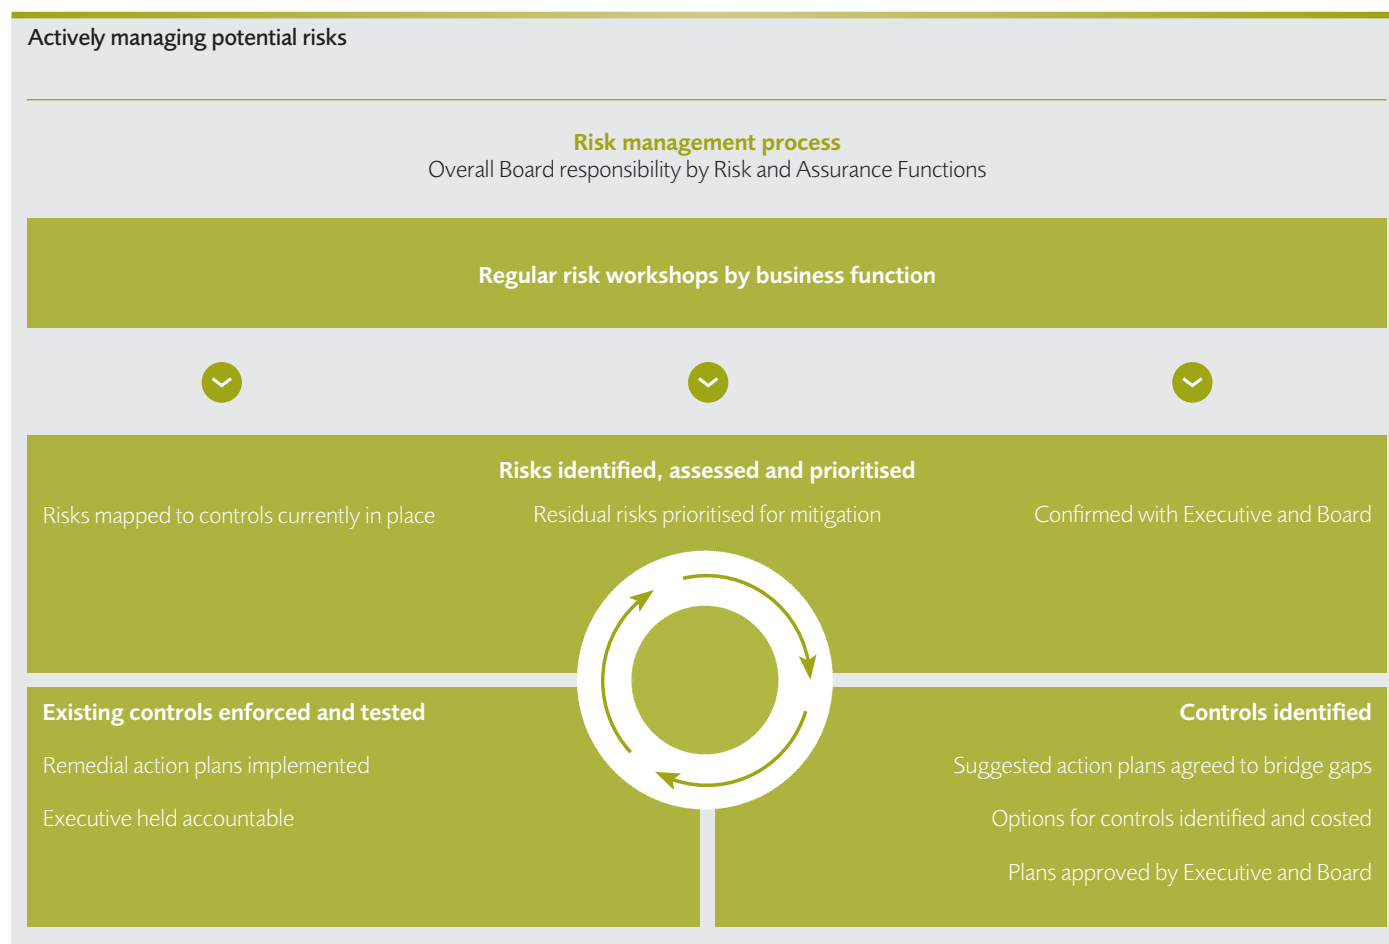 Actively managing potential risks
Risk management process
Overall Board responsibility by Risk and Assurance Functions
Regular risk workshops by business function
Risks identified, assessed and prioritised
Risks mapped to controls currently in place
Residual risks prioritised for mitigation
Confirmed with Executive and Board
Existing controls enforced and tested
Remedial action plans implemented
Executive held accountable
Controls identified
Suggested action plans agreed to bridge gaps
Options for controls identified and costed
Plans approved by Executive and Board